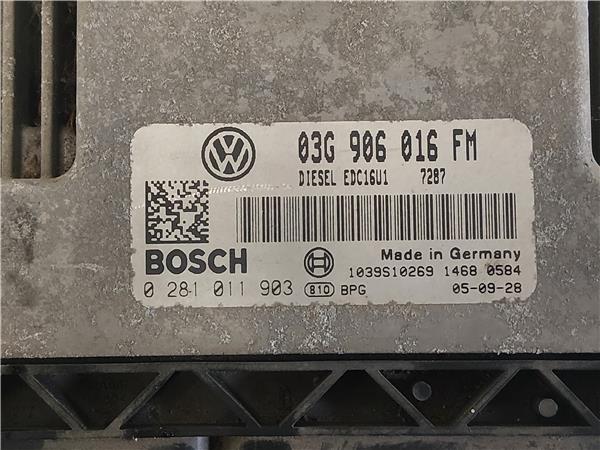 03G 906 016 FM
DIESEL EDC16U1 7287
BOSCH
Made in Germany
1039S10269 1468 0584
0 281 011 903 810 BPG 05-09-28